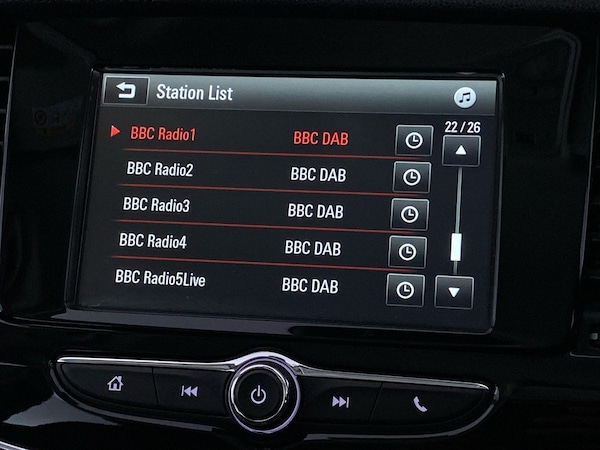 Station List
22 / 26
BBC Radio1 BBC DAB
BBC Radio2 BBC DAB
BBC Radio3 BBC DAB
BBC Radio4 BBC DAB
BBC Radio5Live BBC DAB